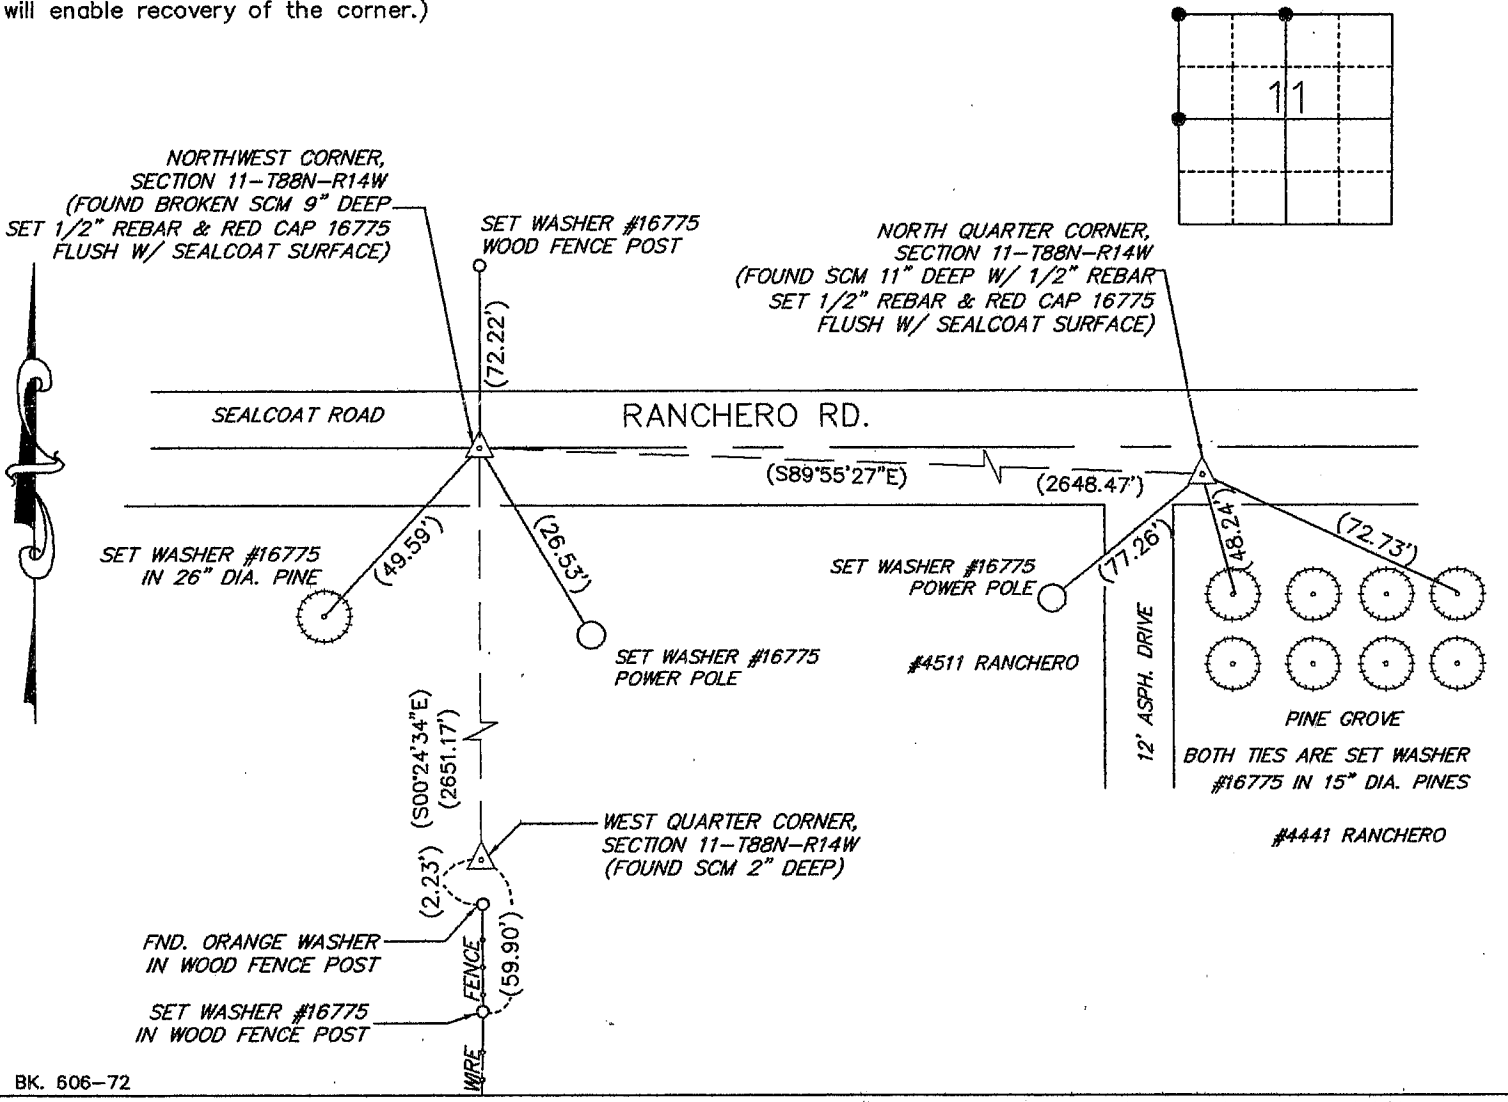 will enable recovery of the corner.)
11
NORTHWEST CORNER,
SECTION 11-T88N-R14W
(FOUND BROKEN SCM 9" DEEP
SET 1/2" REBAR & RED CAP 16775
FLUSH W/ SEALCOAT SURFACE)
SET WASHER #16775
WOOD FENCE POST
NORTH QUARTER CORNER,
SECTION 11-T88N-R14W
(FOUND SCM 11" DEEP W/ 1/2" REBAR
SET 1/2" REBAR & RED CAP 16775
FLUSH W/ SEALCOAT SURFACE)
(72.22')
SEALCOAT ROAD
RANCHERO RD.
(S89°55'27"E)
(2648.47')
SET WASHER #16775
IN 26" DIA. PINE
(49.59')
(26.53')
SET WASHER #16775
POWER POLE
SET WASHER #16775
POWER POLE
(77.26')
(48.24')
(72.73')
#4511 RANCHERO
12' ASPH. DRIVE
PINE GROVE
BOTH TIES ARE SET WASHER
#16775 IN 15" DIA. PINES
#4441 RANCHERO
(S00°24'34"E)
(2651.17')
WEST QUARTER CORNER,
SECTION 11-T88N-R14W
(FOUND SCM 2" DEEP)
(2.23')
(59.90')
FND. ORANGE WASHER
IN WOOD FENCE POST
SET WASHER #16775
IN WOOD FENCE POST
WIRE FENCE
BK. 606-72